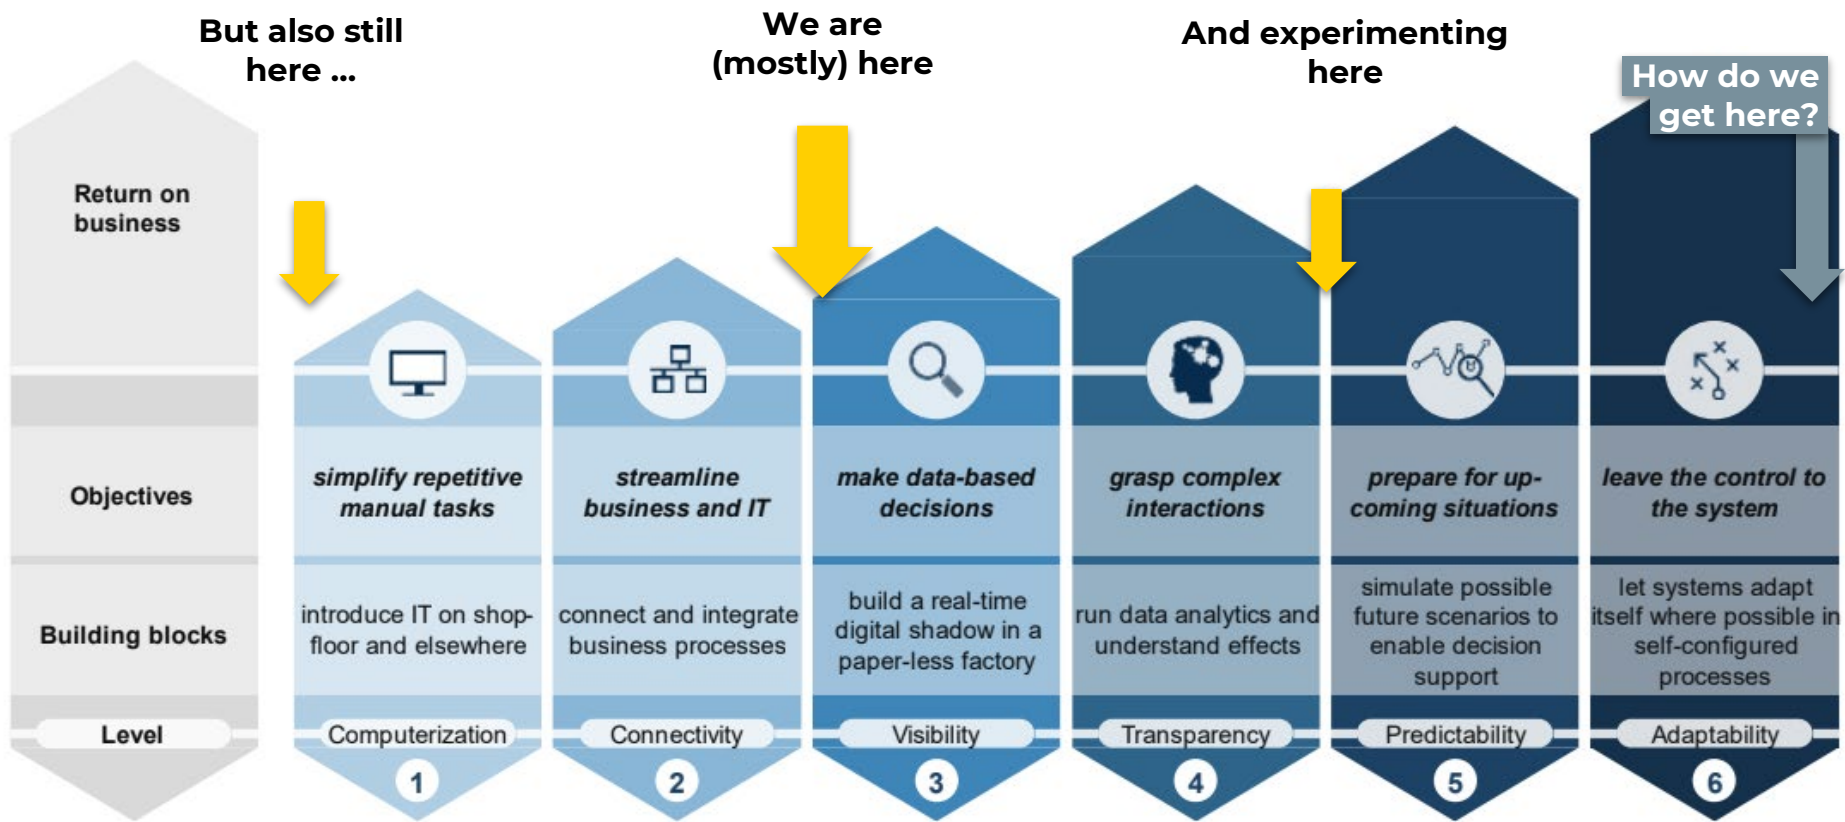 But also still
here ...
We are
(mostly) here
And experimenting
here
How do we
get here?
Return on
business
Objectives
simplify repetitive
manual tasks
streamline
business and IT
make data-based
decisions
grasp complex
interactions
prepare for up-
coming situations
leave the control to
the system
Building blocks
introduce IT on shop-
floor and elsewhere
connect and integrate
business processes
build a real-time
digital shadow in a
paper-less factory
run data analytics and
understand effects
simulate possible
future scenarios to
enable decision
support
let systems adapt
itself where possible in
self-configured
processes
Level
Computerization
Connectivity
Visibility
Transparency
Predictability
Adaptability
1
2
3
4
5
6